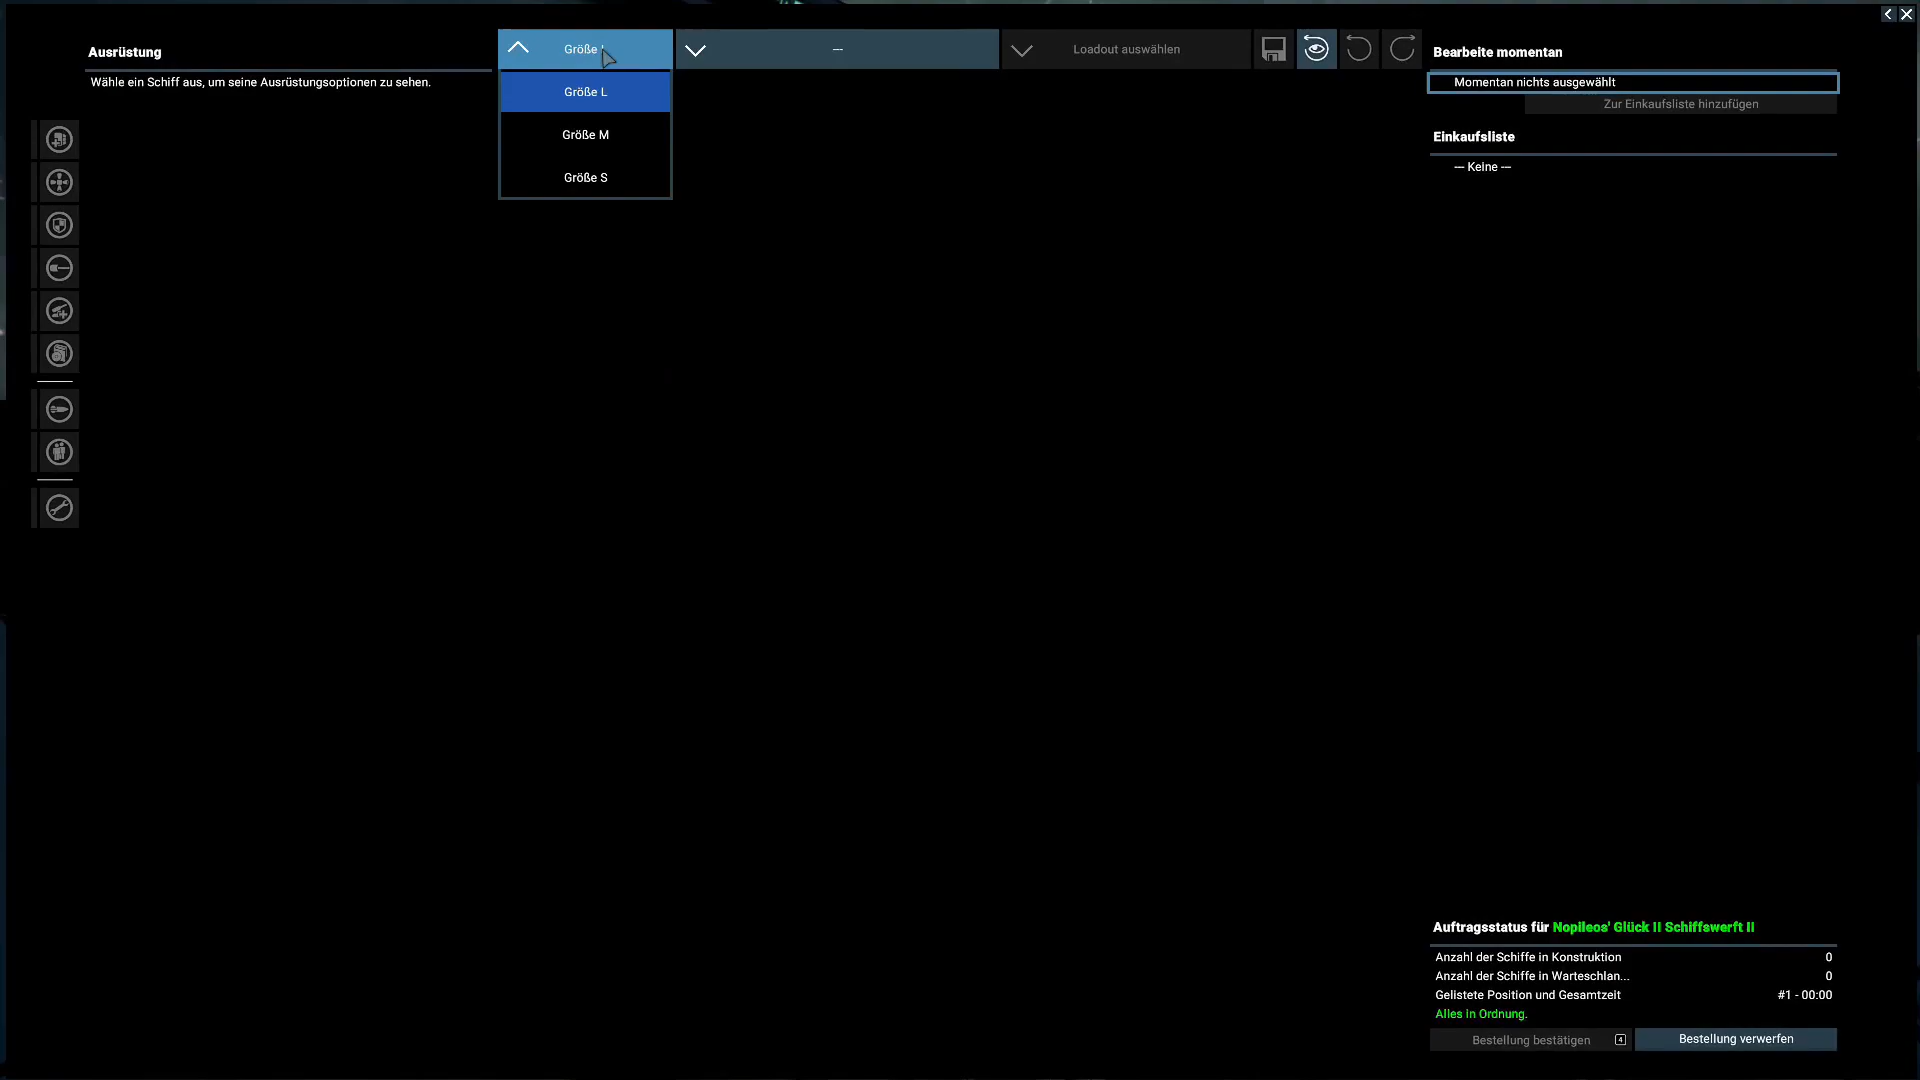 Ausrüstung
Wähle ein Schiff aus, um seine Ausrüstungsoptionen zu sehen.
Größe
Größe L
Größe M
Größe S
---
Loadout auswählen
Bearbeite momentan
Momentan nichts ausgewählt
Zur Einkaufsliste hinzufügen
Einkaufsliste
--- Keine ---
Auftragsstatus für Nopileos' Glück II Schiffswerft II
Anzahl der Schiffe in Konstruktion 0
Anzahl der Schiffe in Warteschlan... 0
Gelistete Position und Gesamtzeit #1 - 00:00
Alles in Ordnung.
Bestellung bestätigen 4
Bestellung verwerfen